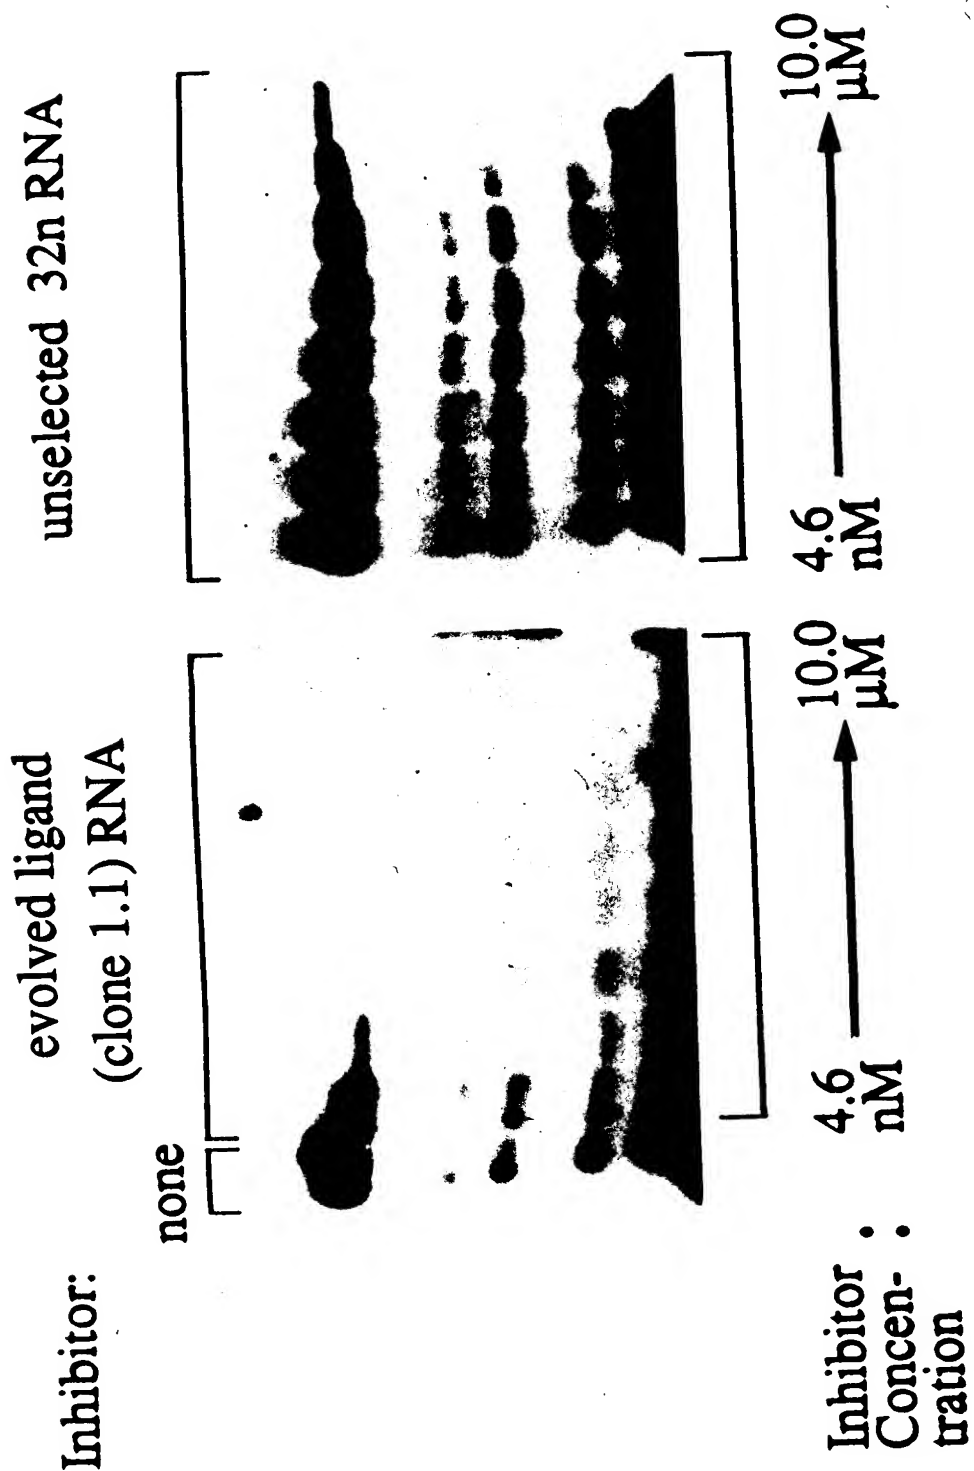 Inhibitor:
none
evolved ligand
(clone 1.1) RNA
unselected 32n RNA
Inhibitor :
Concen-
tration
4.6
nM
10.0
µM
4.6
nM
10.0
µM